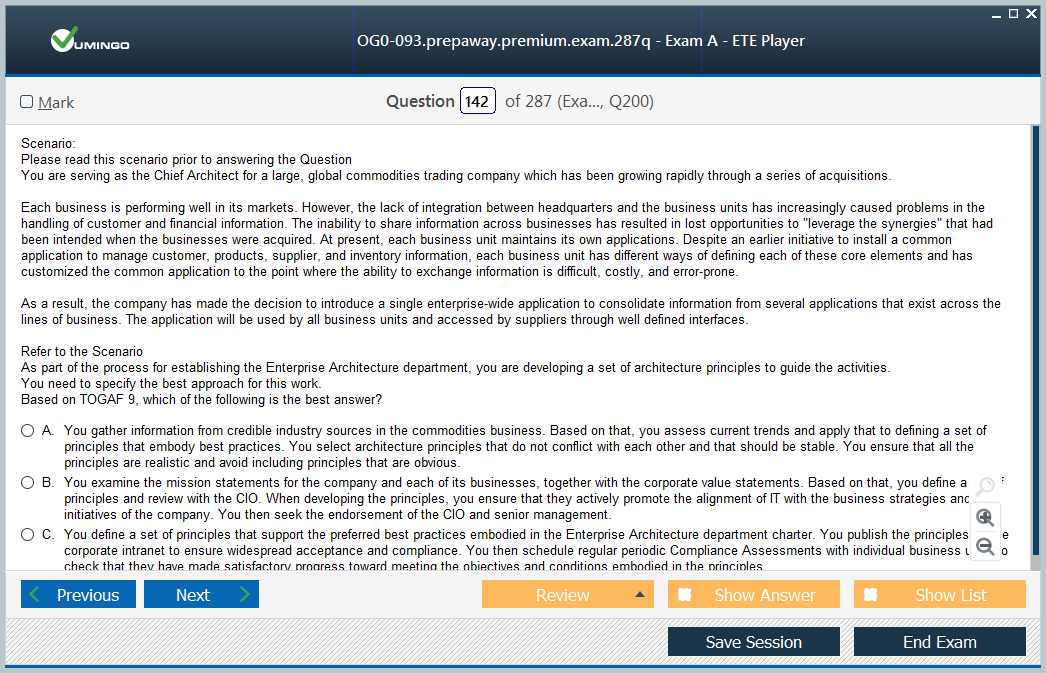 VUMINGO
OG0-093.prepaway.premium.exam.287q - Exam A - ETE Player
Mark
Question 142 of 287 (Exa..., Q200)
Scenario:
Please read this scenario prior to answering the Question
You are serving as the Chief Architect for a large, global commodities trading company which has been growing rapidly through a series of acquisitions.
Each business is performing well in its markets. However, the lack of integration between headquarters and the business units has increasingly caused problems in the
handling of customer and financial information. The inability to share information across businesses has resulted in lost opportunities to "leverage the synergies" that had
been intended when the businesses were acquired. At present, each business unit maintains its own applications. Despite an earlier initiative to install a common
application to manage customer, products, supplier, and inventory information, each business unit has different ways of defining each of these core elements and has
customized the common application to the point where the ability to exchange information is difficult, costly, and error-prone.
As a result, the company has made the decision to introduce a single enterprise-wide application to consolidate information from several applications that exist across the
lines of business. The application will be used by all business units and accessed by suppliers through well defined interfaces.
Refer to the Scenario
As part of the process for establishing the Enterprise Architecture department, you are developing a set of architecture principles to guide the activities.
You need to specify the best approach for this work.
Based on TOGAF 9, which of the following is the best answer?
A. You gather information from credible industry sources in the commodities business. Based on that, you assess current trends and apply that to defining a set of
principles that embody best practices. You select architecture principles that do not conflict with each other and that should be stable. You ensure that all the
principles are realistic and avoid including principles that are obvious.
B. You examine the mission statements for the company and each of its businesses, together with the corporate value statements. Based on that, you define a
principles and review with the CIO. When developing the principles, you ensure that they actively promote the alignment of IT with the business strategies and
initiatives of the company. You then seek the endorsement of the CIO and senior management.
C. You define a set of principles that support the preferred best practices embodied in the Enterprise Architecture department charter. You publish the principles
corporate intranet to ensure widespread acceptance and compliance. You then schedule regular periodic Compliance Assessments with individual business
check that they have made satisfactory progress toward meeting the objectives and conditions embodied in the principles.
Previous
Next
Review
Show Answer
Show List
Save Session
End Exam